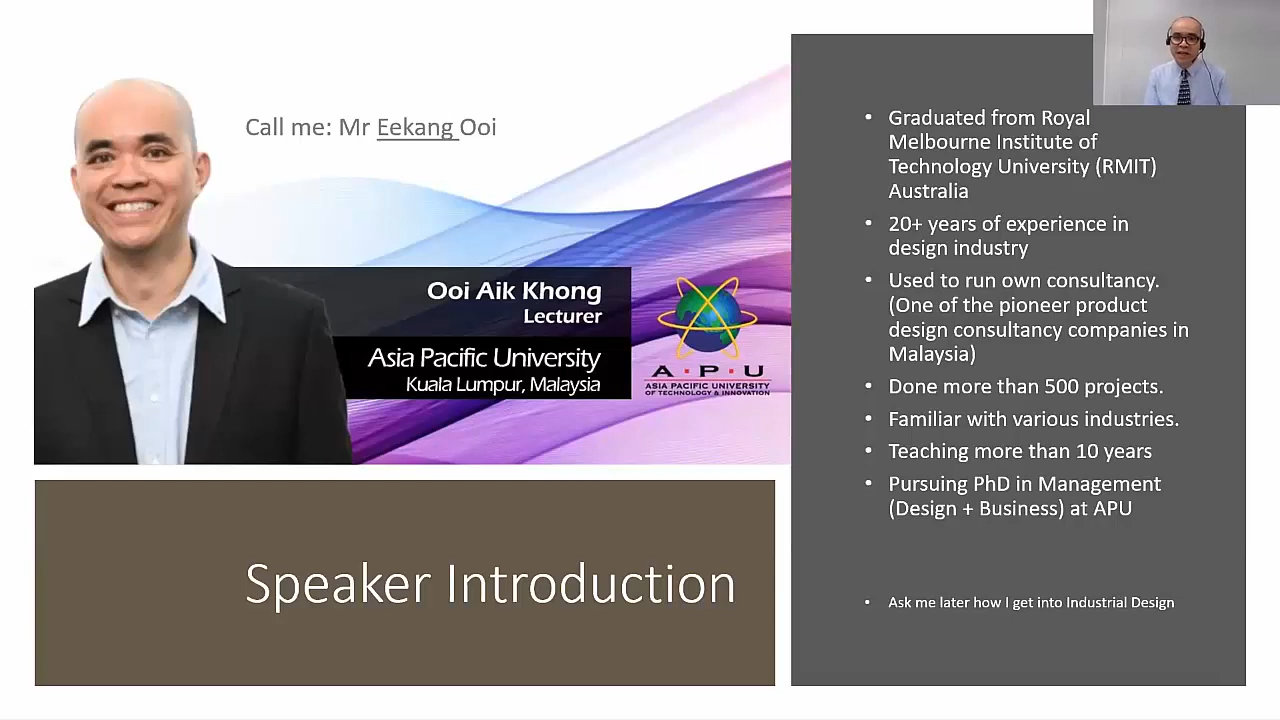 Call me: Mr Eekang Ooi
Ooi Aik Khong
Lecturer
Asia Pacific University
Kuala Lumpur, Malaysia
A·P·U
ASIA PACIFIC UNIVERSITY
OF TECHNOLOGY & INNOVATION
Speaker Introduction
• Graduated from Royal
Melbourne Institute of
Technology University (RMIT)
Australia
• 20+ years of experience in
design industry
• Used to run own consultancy.
(One of the pioneer product
design consultancy companies in
Malaysia)
• Done more than 500 projects.
• Familiar with various industries.
• Teaching more than 10 years
• Pursuing PhD in Management
(Design + Business) at APU
• Ask me later how I get into Industrial Design